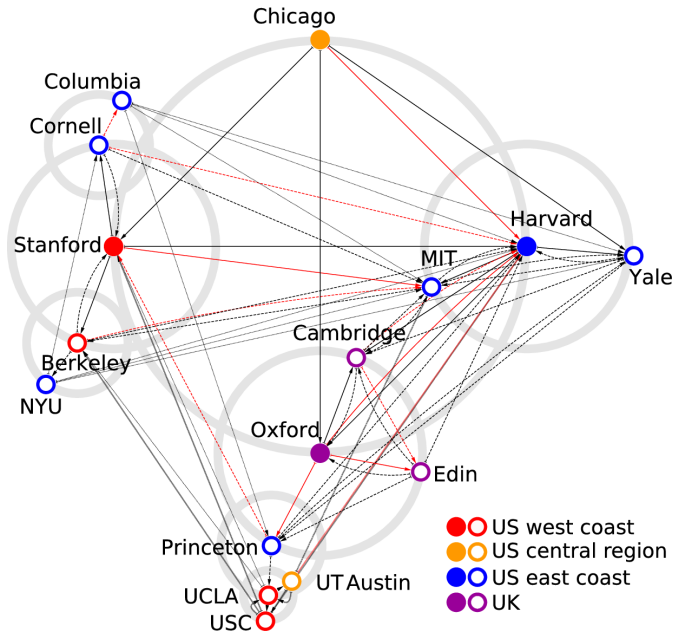 Chicago
Columbia
Cornell
Harvard
Stanford
MIT
Yale
Cambridge
Berkeley
NYU
Oxford
Edin
Princeton
UCLA
UT Austin
USC
US west coast
US central region
US east coast
UK